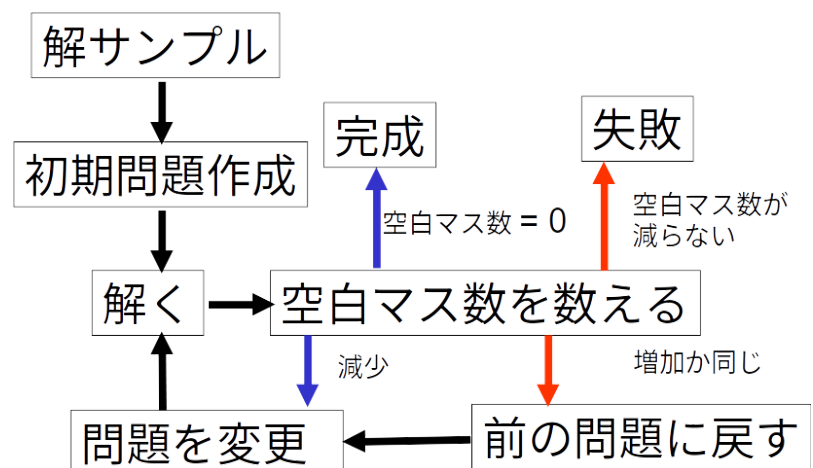 解サンプル
完成
失敗
初期問題作成
空白マス数 = 0
空白マス数が
減らない
解く
空白マス数を数える
減少
増加か同じ
問題を変更
前の問題に戻す